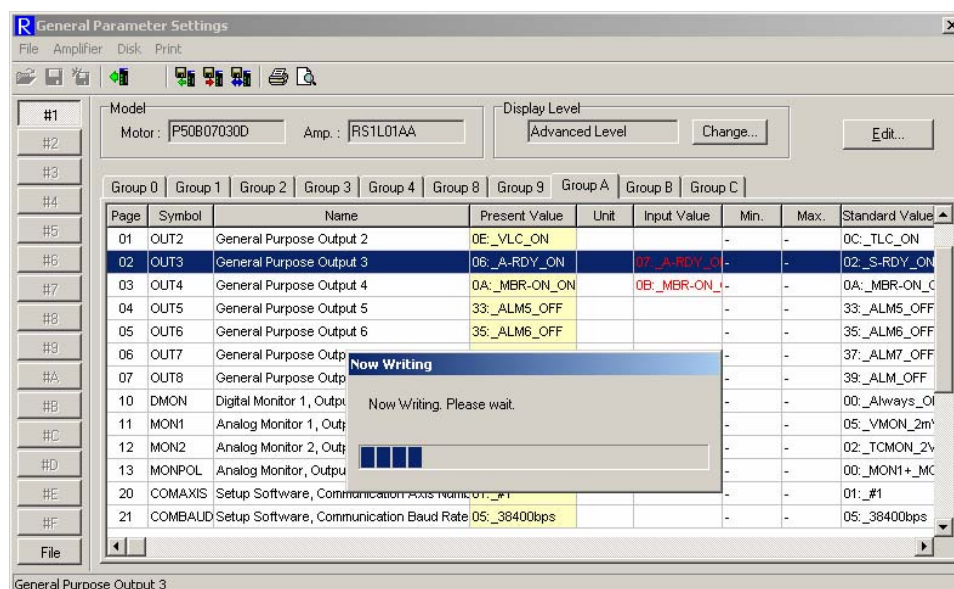 R General Parameter Settings
File Amplifier Disk Print
#1 Model Display Level
Motor : P50B07030D Amp. : RS1L01AA Advanced Level Change... Edit...
#2
#3
Group 0 Group 1 Group 2 Group 3 Group 4 Group 8 Group 9 Group A Group B Group C
#4
Page Symbol Name Present Value Unit Input Value Min. Max. Standard Value
#5 01 OUT2 General Purpose Output 2 0E:_VLC_ON - - 0C:_TLC_ON
#6 02 OUT3 General Purpose Output 3 06:_A-RDY_ON 07:_A-RDY_O - - 02:_S-RDY_ON
#7 03 OUT4 General Purpose Output 4 0A:_MBR-ON_ON 0B:_MBR-ON_ - - 0A:_MBR-ON_
#8 04 OUT5 General Purpose Output 5 33:_ALM5_OFF - - 33:_ALM5_OFF
05 OUT6 General Purpose Output 6 35:_ALM6_OFF - - 35:_ALM6_OFF
#9 06 OUT7 General Purpose Outp - - 37:_ALM7_OFF
#A 07 OUT8 General Purpose Outp - - 39:_ALM_OFF
Now Writing
Now Writing. Please wait.
#B 10 DMON Digital Monitor 1, Outpu - - 00:_Always_O
#C 11 MON1 Analog Monitor 1, Outp - - 05:_VMON_2m
12 MON2 Analog Monitor 2, Outp - - 02:_TCMON_2
#D 13 MONPOL Analog Monitor, Outpu - - 00:_MON1+_MO
#E 20 COMAXIS Setup Software, Communication Axis Num 01:_#1 - - 01:_#1
#F 21 COMBAUD Setup Software, Communication Baud Rate 05:_38400bps - - 05:_38400bps
File
General Purpose Output 3